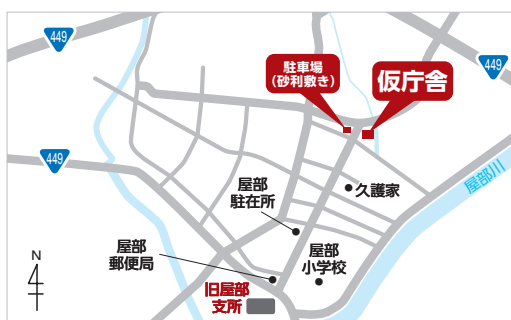 449
駐車場
(砂利敷き)
仮庁舎
449
449
屋部
駐在所
久護家
屋部川
屋部
郵便局
屋部
小学校
旧屋部
支所
N
4